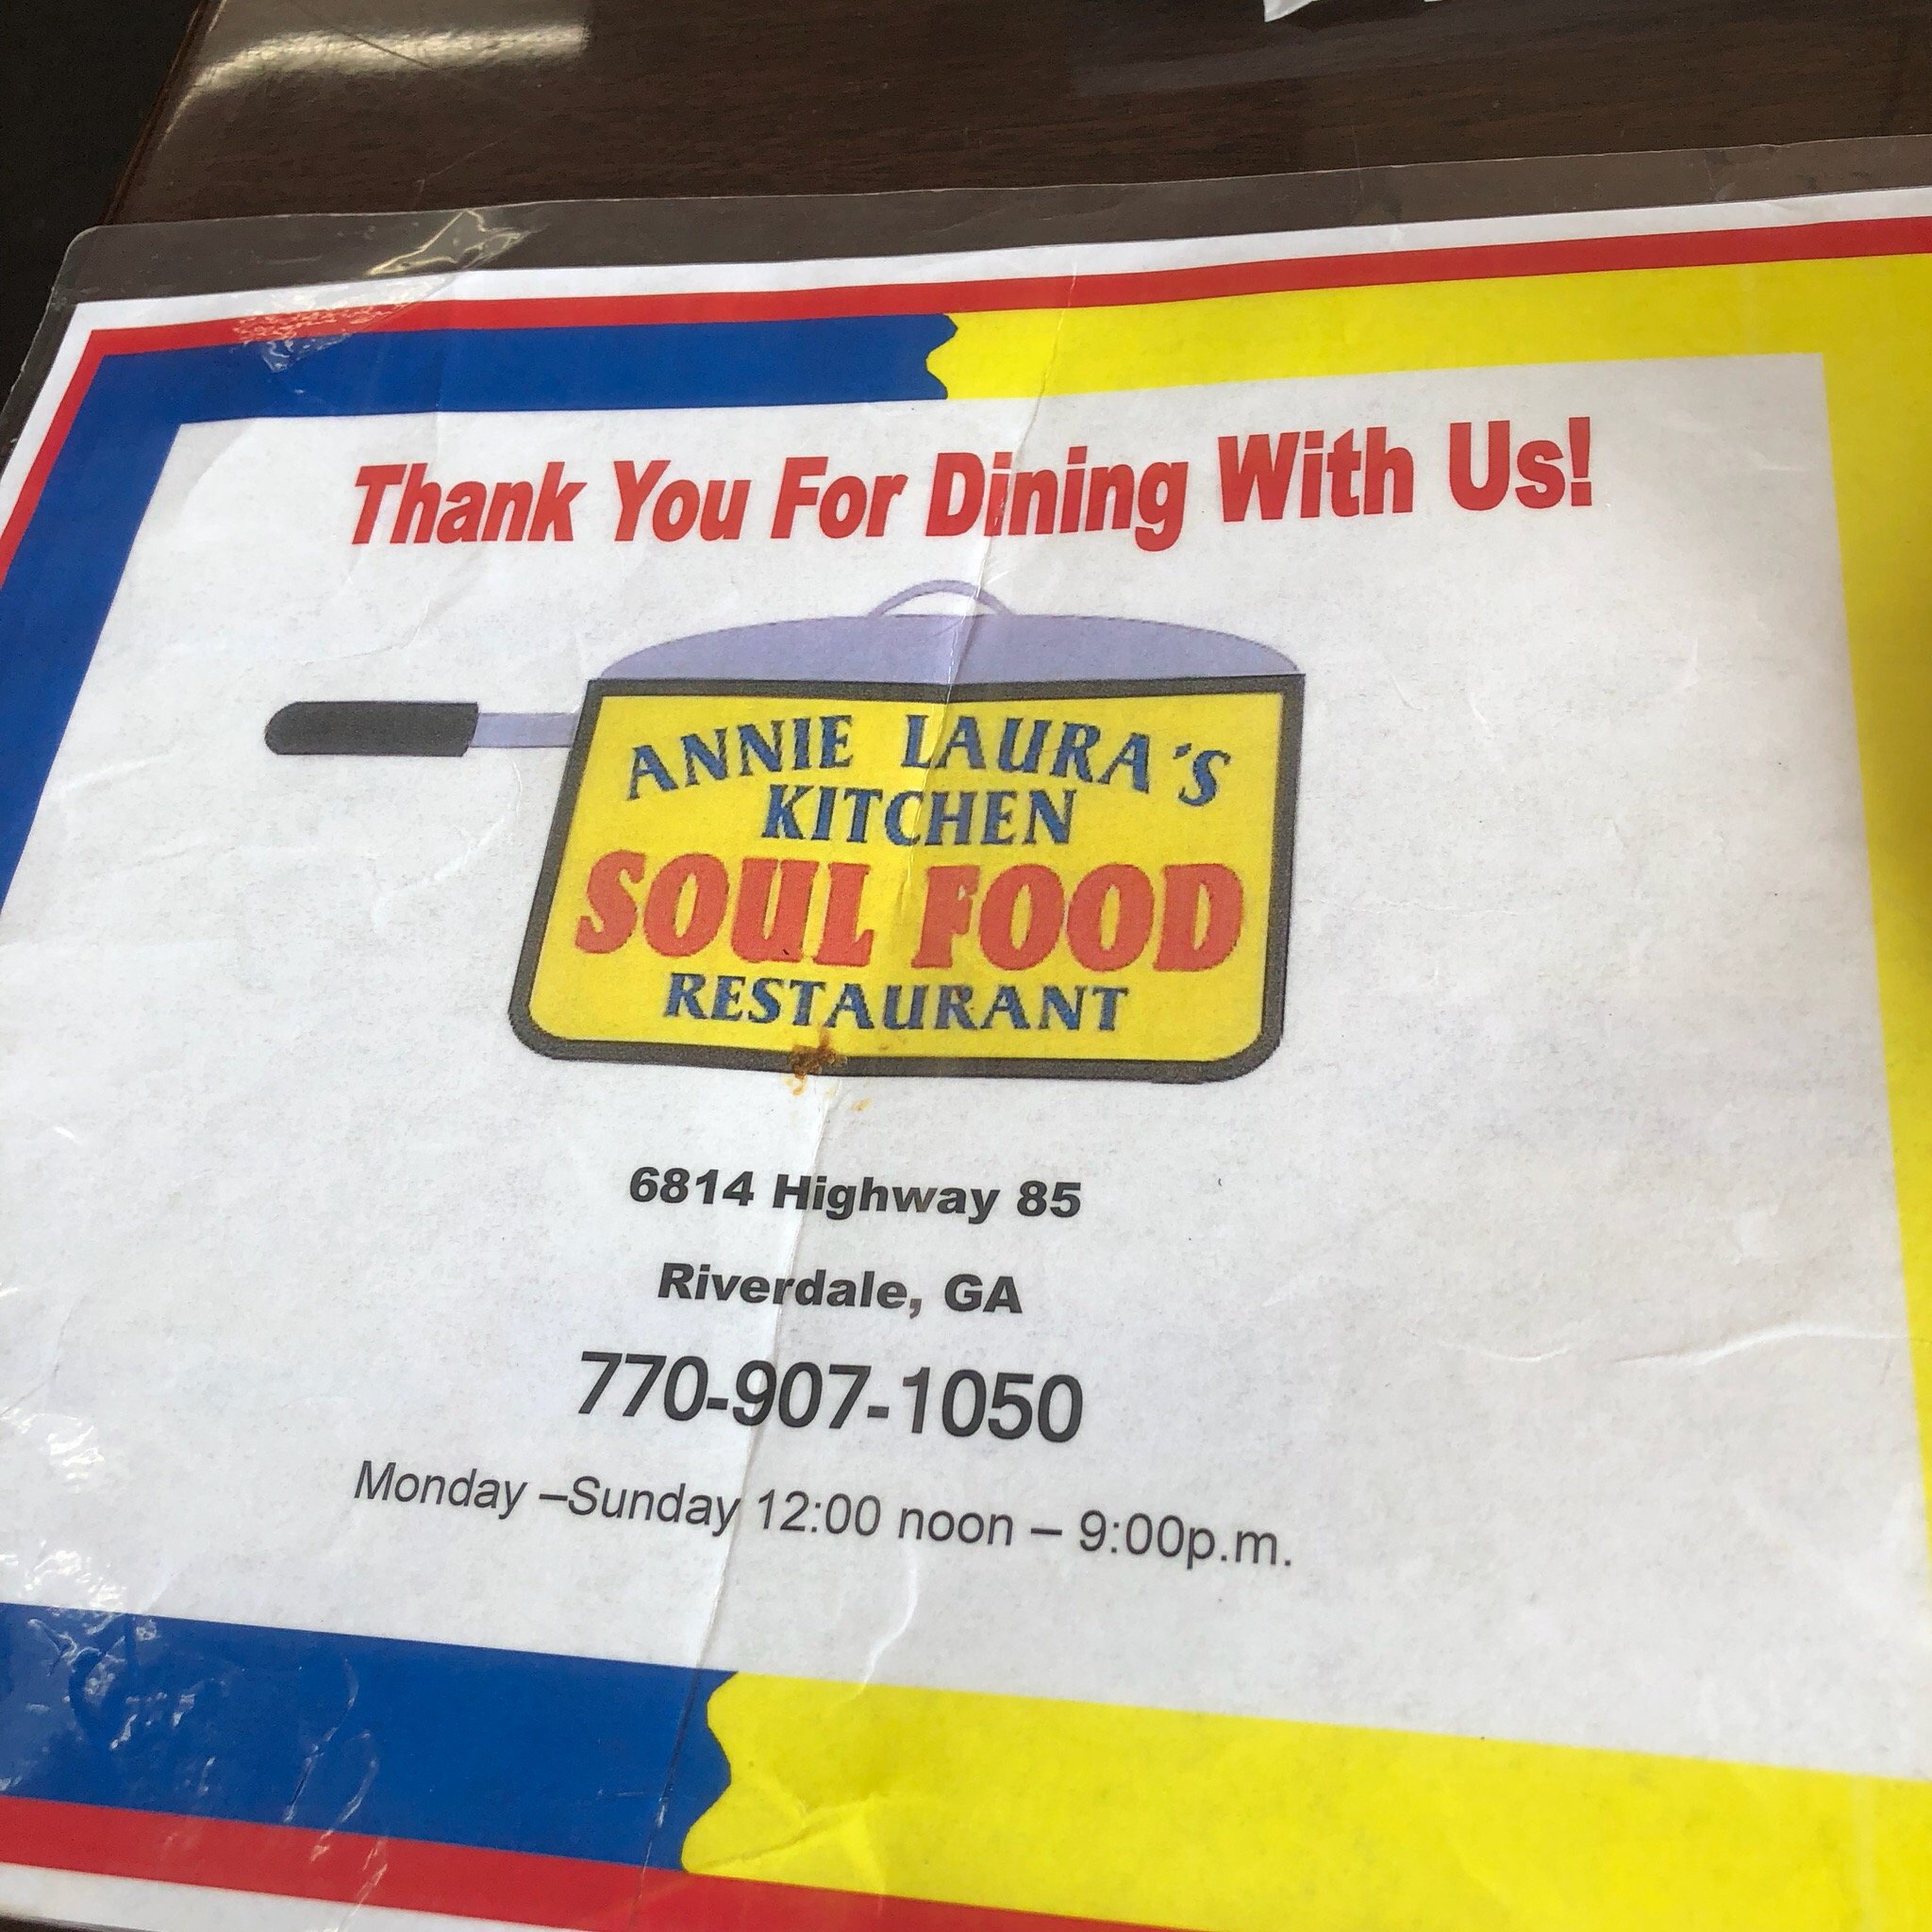 Thank You For Dining With Us!
ANNIE LAURA'S
KITCHEN
SOUL FOOD
RESTAURANT
6814 Highway 85
Riverdale, GA
770-907-1050
Monday –Sunday 12:00 noon – 9:00p.m.